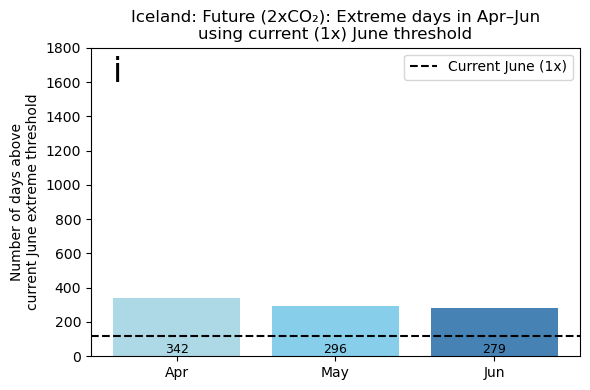 Iceland: Future (2xCO₂): Extreme days in Apr–Jun
using current (1x) June threshold
i
Current June (1x)
Number of days above
current June extreme threshold
1800
1600
1400
1200
1000
800
600
400
200
0
342
296
279
Apr
May
Jun